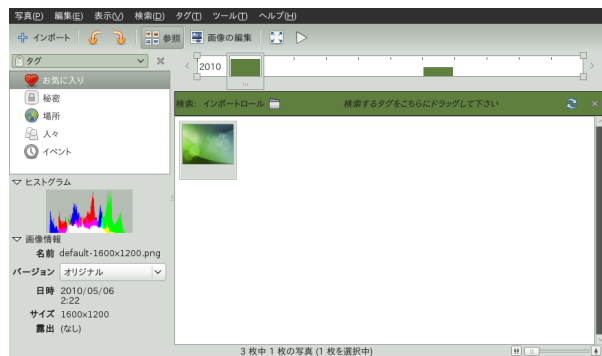 写真(P) 編集(E) 表示(V) 検索(D) タグ(T) ツール(T) ヘルプ(H)
インポート 参照 画像の編集
タグ
2010
お気に入り
秘密
場所
人々
イベント
検索: インポートロール 検索するタグをこちらにドラッグして下さい
ヒストグラム
画像情報
名前 default-1600x1200.png
バージョン オリジナル
日時 2010/05/06
2:22
サイズ 1600x1200
露出 (なし)
3 枚中 1 枚の写真 (1 枚を選択中)